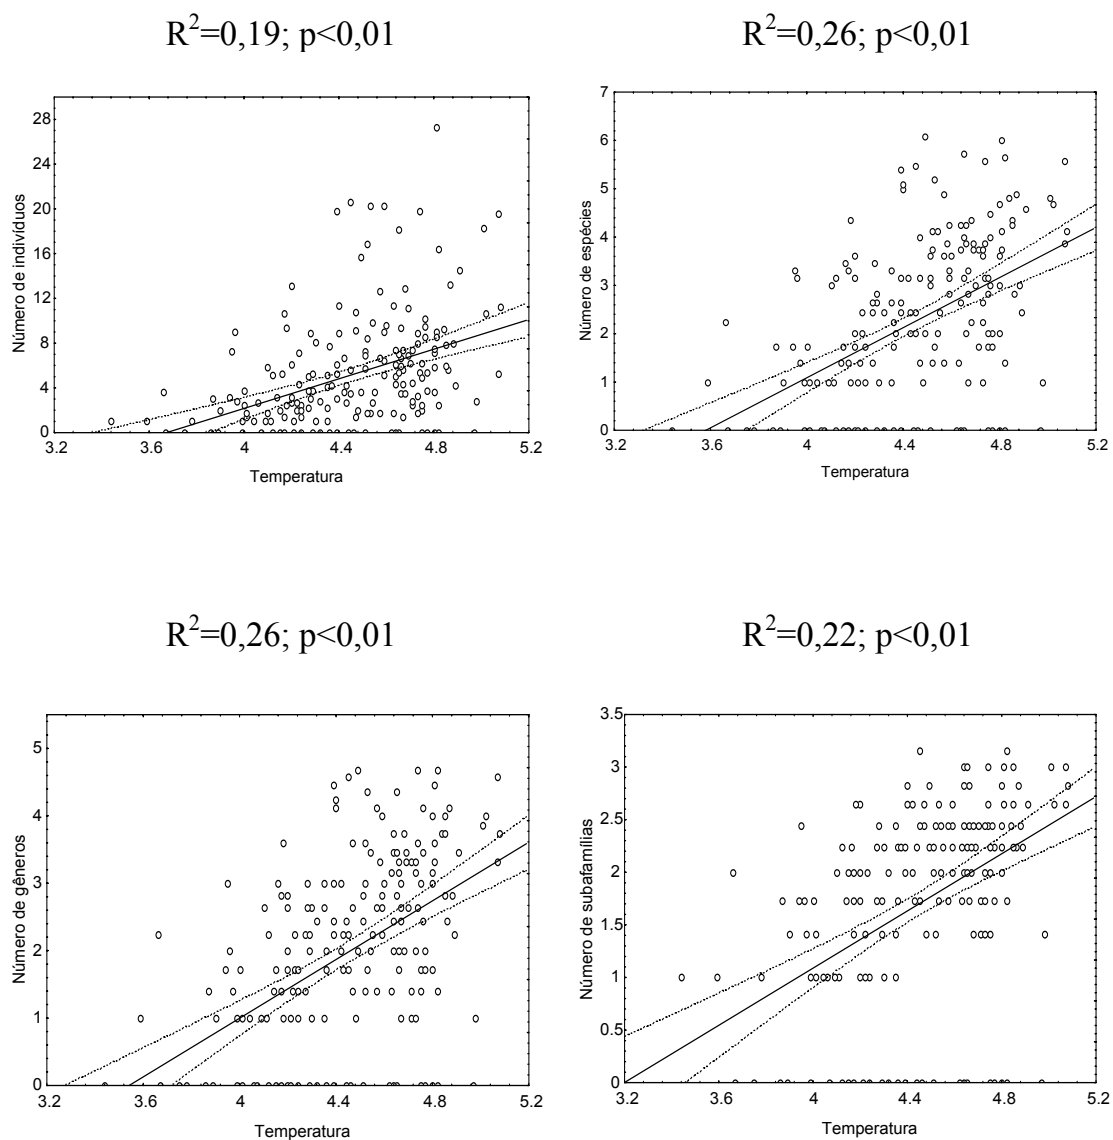 R²=0,19; p<0,01
R²=0,26; p<0,01
Número de indivíduos
28
24
20
16
12
8
4
0
3.2 3.6 4 4.4 4.8 5.2
Temperatura
Número de espécies
7
6
5
4
3
2
1
0
3.2 3.6 4 4.4 4.8 5.2
Temperatura
R²=0,26; p<0,01
R²=0,22; p<0,01
Número de gêneros
5
4
3
2
1
0
3.2 3.6 4 4.4 4.8 5.2
Temperatura
Número de subafamílias
3.5
3
2.5
2
1.5
1
0.5
0
3.2 3.6 4 4.4 4.8 5.2
Temperatura